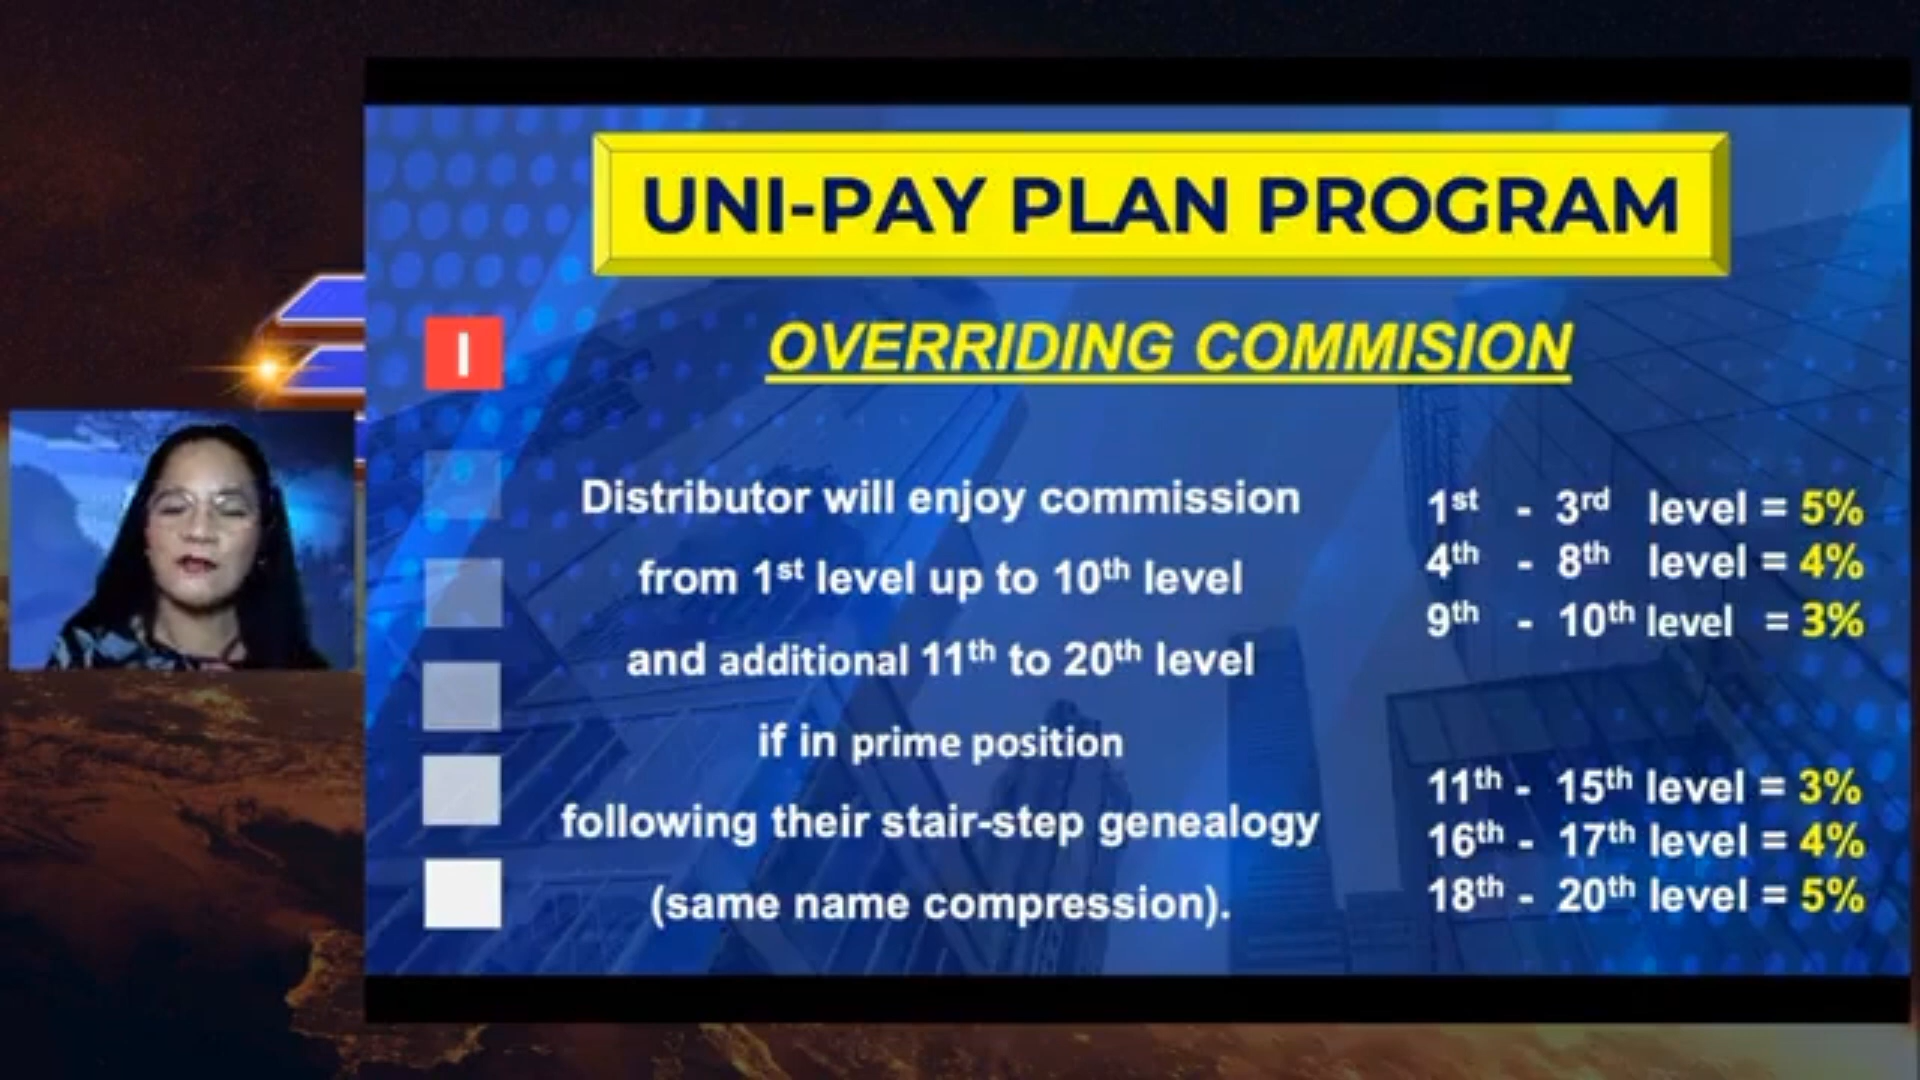 UNI-PAY PLAN PROGRAM
I
OVERRIDING COMMISION
Distributor will enjoy commission
from 1st level up to 10th level
and additional 11th to 20th level
if in prime position
following their stair-step genealogy
(same name compression).
1st - 3rd level = 5%
4th - 8th level = 4%
9th - 10th level = 3%
11th - 15th level = 3%
16th - 17th level = 4%
18th - 20th level = 5%